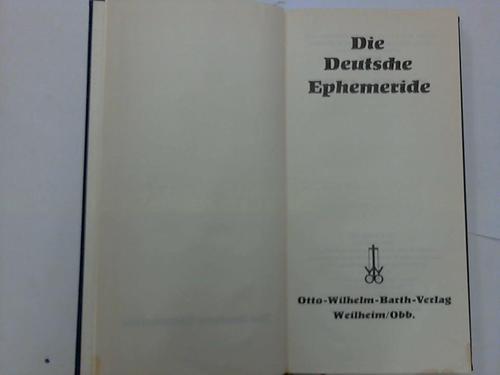 Die
Deutsche
Ephemeride
Otto-Wilhelm-Barth-Verlag
Weilheim/Obb.